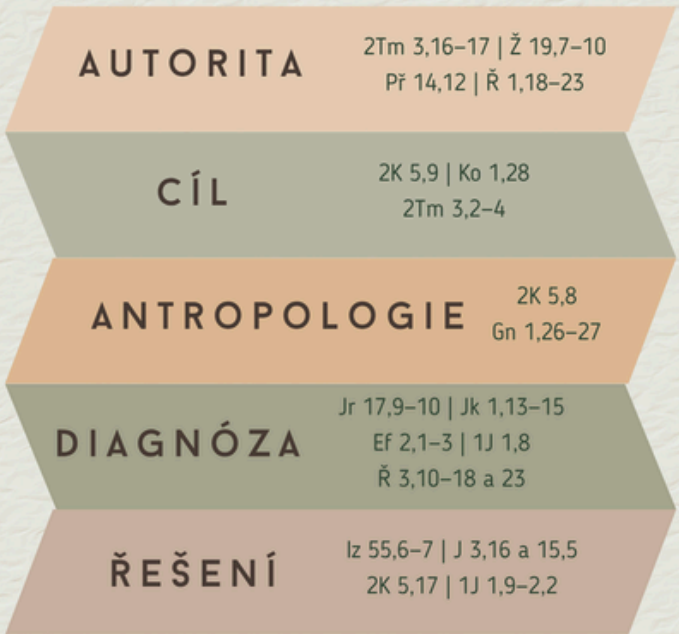 AUTORITA
2Tm 3,16–17 | Ž 19,7–10
Př 14,12 | Ř 1,18–23
CÍL
2K 5,9 | Ko 1,28
2Tm 3,2–4
ANTROPOLOGIE
2K 5,8
Gn 1,26–27
DIAGNÓZA
Jr 17,9–10 | Jk 1,13–15
Ef 2,1–3 | 1J 1,8
Ř 3,10–18 a 23
ŘEŠENÍ
Iz 55,6–7 | J 3,16 a 15,5
2K 5,17 | 1J 1,9–2,2